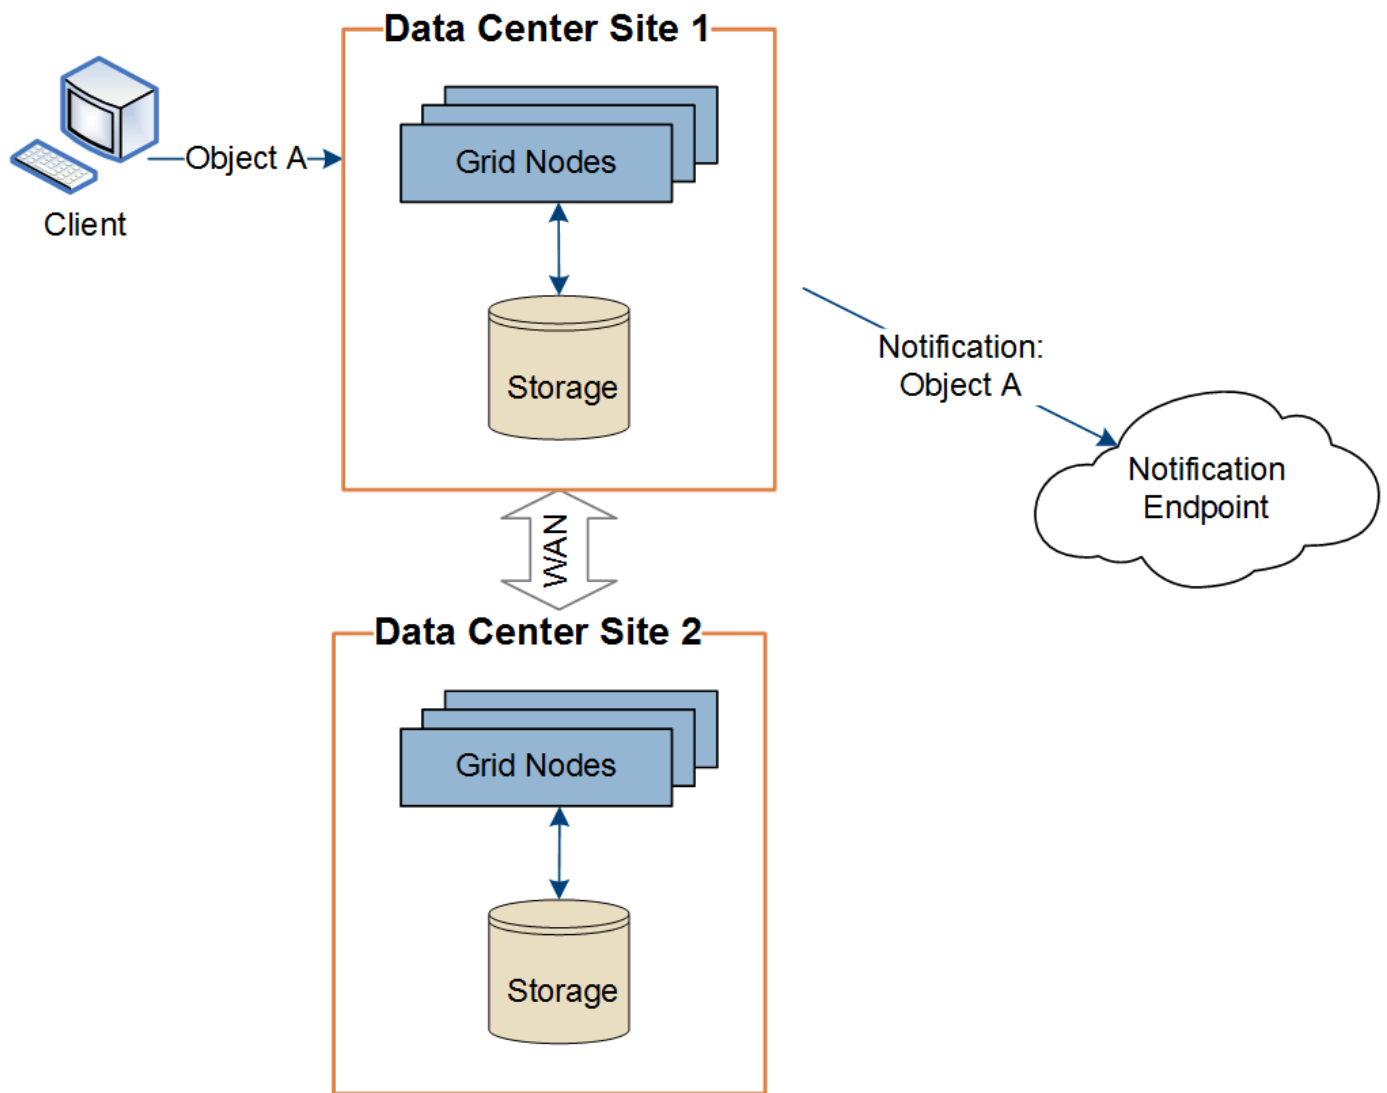 Data Center Site 1
Grid Nodes
Object A
Client
Storage
Notification:
Object A
Notification
Endpoint
WAN
Data Center Site 2
Grid Nodes
Storage